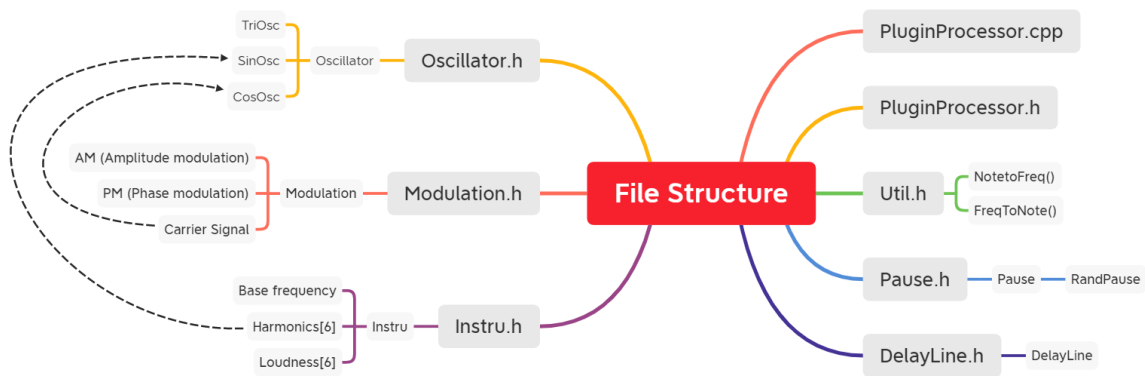 TriOsc
SinOsc
CosOsc
Oscillator
Oscillator.h
AM (Amplitude modulation)
PM (Phase modulation)
Carrier Signal
Modulation
Modulation.h
Base frequency
Harmonics[6]
Loudness[6]
Instru
Instru.h
File Structure
PluginProcessor.cpp
PluginProcessor.h
Util.h
NotetoFreq()
FreqToNote()
Pause.h
Pause
RandPause
DelayLine.h
DelayLine